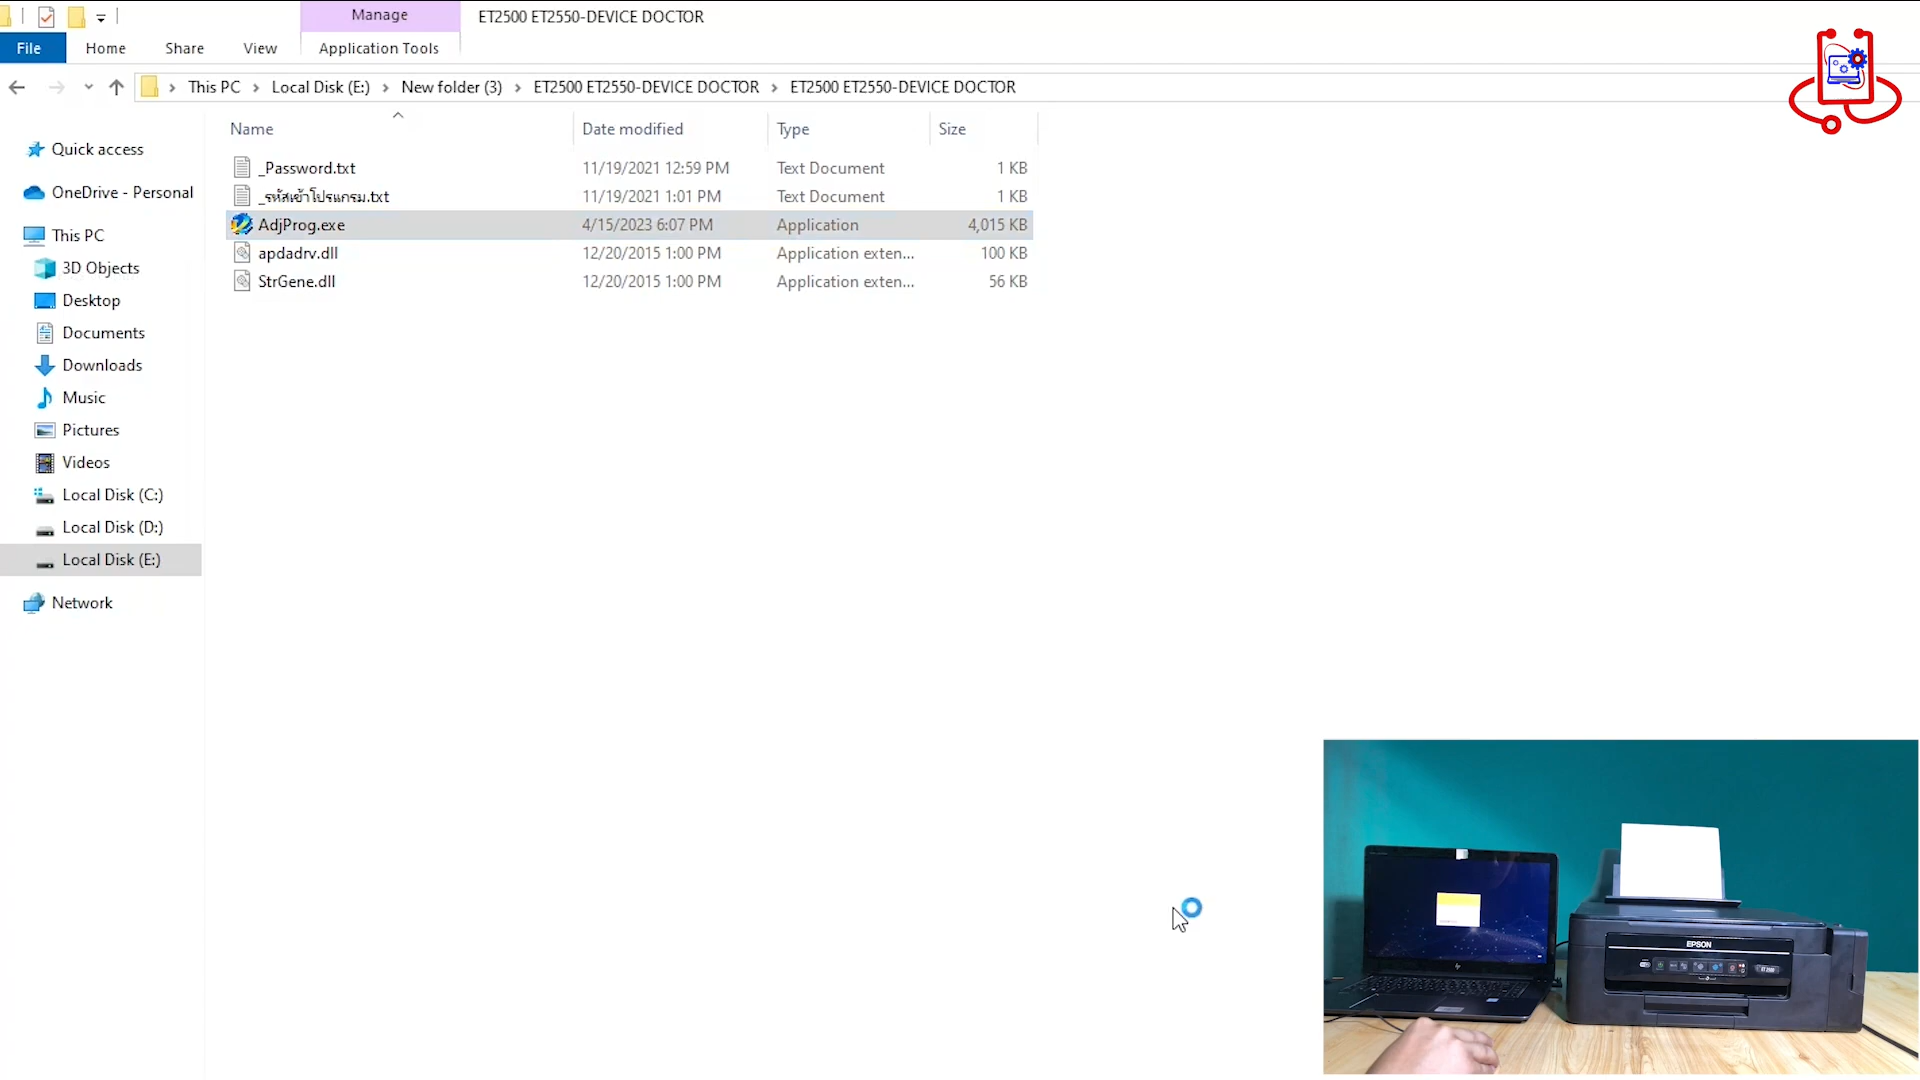 Manage
ET2500 ET2550-DEVICE DOCTOR
File
Home
Share
View
Application Tools
This PC
Local Disk (E:)
New folder (3)
ET2500 ET2550-DEVICE DOCTOR
ET2500 ET2550-DEVICE DOCTOR
Name
Date modified
Type
Size
_Password.txt 11/19/2021 12:59 PM Text Document 1 KB
_รหัสเข้าโปรแกรม.txt 11/19/2021 1:01 PM Text Document 1 KB
AdjProg.exe 4/15/2023 6:07 PM Application 4,015 KB
apdadrv.dll 12/20/2015 1:00 PM Application exten... 100 KB
StrGene.dll 12/20/2015 1:00 PM Application exten... 56 KB
Quick access
OneDrive - Personal
This PC
3D Objects
Desktop
Documents
Downloads
Music
Pictures
Videos
Local Disk (C:)
Local Disk (D:)
Local Disk (E:)
Network
EPSON
ET 2500